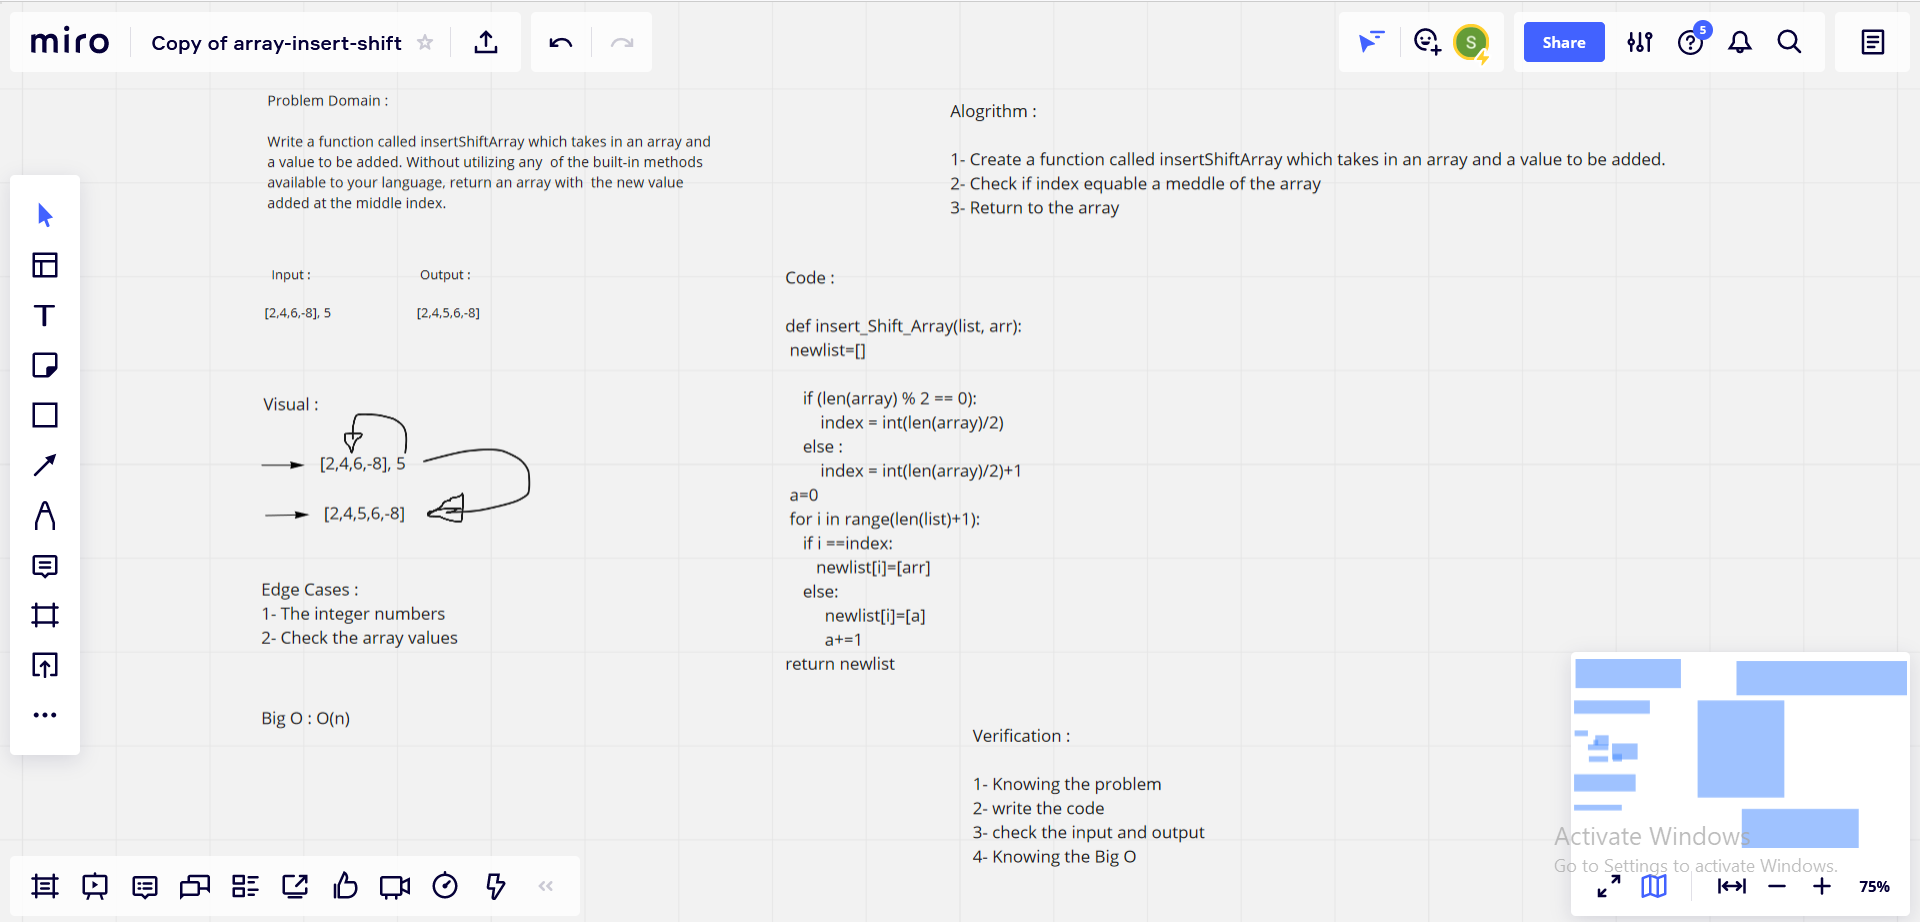 miro
Copy of array-insert-shift
S
Share
5
Problem Domain :
Write a function called insertShiftArray which takes in an array and
a value to be added. Without utilizing any  of the built-in methods
available to your language, return an array with  the new value
added at the middle index.
Input :
Output :
[2,4,6,-8], 5
[2,4,5,6,-8]
Visual :
[2,4,6,-8], 5
[2,4,5,6,-8]
Edge Cases :
1- The integer numbers
2- Check the array values
Big O : O(n)
Alogrithm :
1- Create a function called insertShiftArray which takes in an array and a value to be added.
2- Check if index equable a meddle of the array
3- Return to the array
Code :
def insert_Shift_Array(list, arr):
newlist=[]
if (len(array) % 2 == 0):
index = int(len(array)/2)
else :
index = int(len(array)/2)+1
a=0
for i in range(len(list)+1):
if i ==index:
newlist[i]=[arr]
else:
newlist[i]=[a]
a+=1
return newlist
Verification :
1- Knowing the problem
2- write the code
3- check the input and output
4- Knowing the Big O
Activate Windows
Go to Settings to activate Windows.
75%